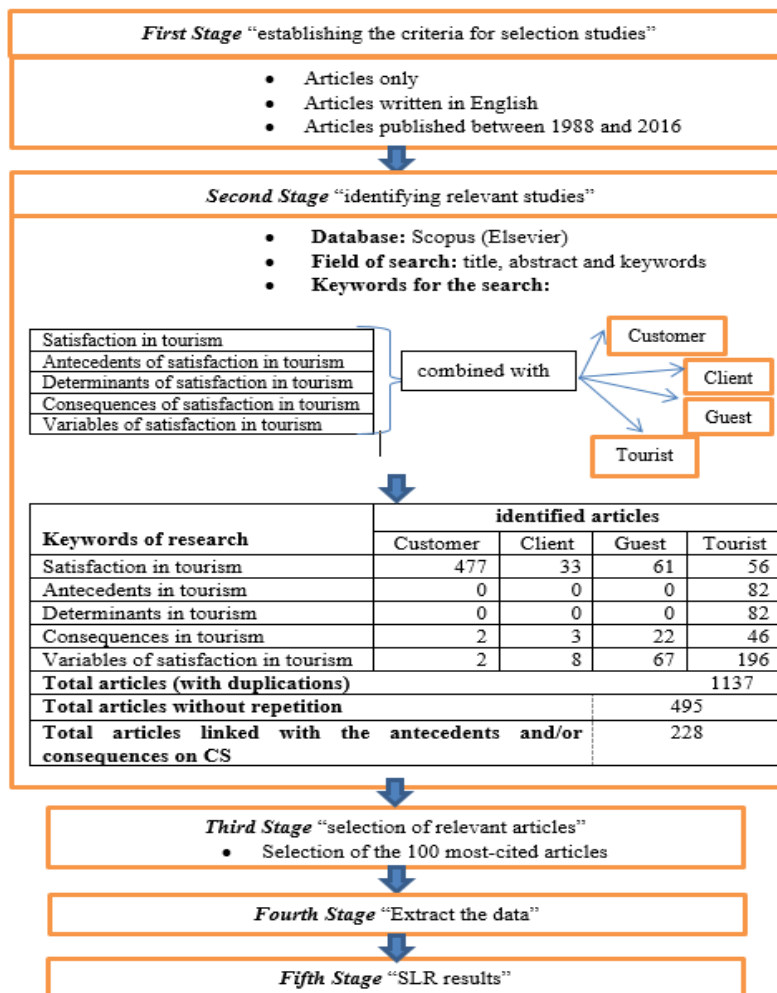 First Stage “establishing the criteria for selection studies”
• Articles only
• Articles written in English
• Articles published between 1988 and 2016
Second Stage “identifying relevant studies”
• Database: Scopus (Elsevier)
• Field of search: title, abstract and keywords
• Keywords for the search:
Satisfaction in tourism
Antecedents of satisfaction in tourism
Determinants of satisfaction in tourism
Consequences of satisfaction in tourism
Variables of satisfaction in tourism
combined with
Customer
Client
Guest
Tourist
identified articles
Keywords of research Customer Client Guest Tourist
Satisfaction in tourism 477 33 61 56
Antecedents in tourism 0 0 0 82
Determinants in tourism 0 0 0 82
Consequences in tourism 2 3 22 46
Variables of satisfaction in tourism 2 8 67 196
Total articles (with duplications) 1137
Total articles without repetition 495
Total articles linked with the antecedents and/or
consequences on CS 228
Third Stage “selection of relevant articles”
• Selection of the 100 most-cited articles
Fourth Stage “Extract the data”
Fifth Stage “SLR results”